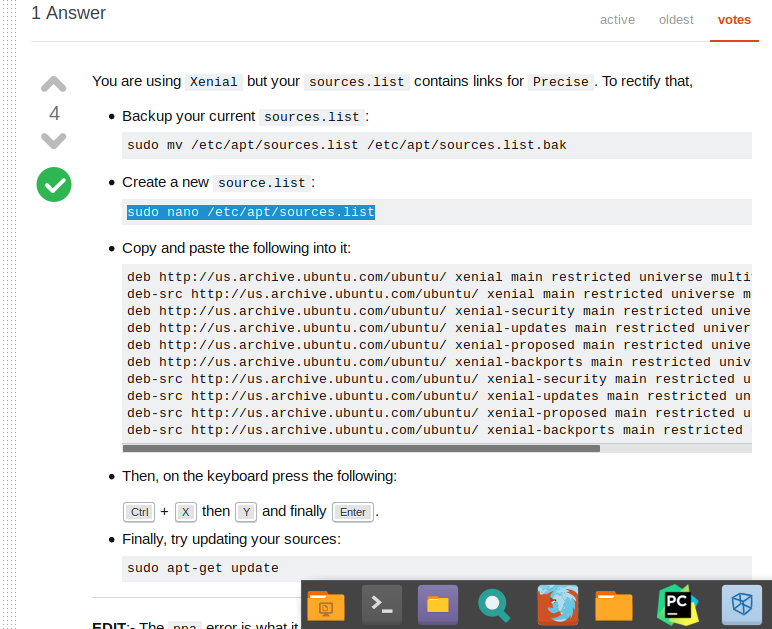 1 Answer
active oldest votes
You are using Xenial but your sources.list contains links for Precise. To rectify that,
4
• Backup your current sources.list:
sudo mv /etc/apt/sources.list /etc/apt/sources.list.bak
• Create a new source.list:
sudo nano /etc/apt/sources.list
• Copy and paste the following into it:
deb http://us.archive.ubuntu.com/ubuntu/ xenial main restricted universe multi
deb-src http://us.archive.ubuntu.com/ubuntu/ xenial main restricted universe m
deb http://us.archive.ubuntu.com/ubuntu/ xenial-security main restricted unive
deb http://us.archive.ubuntu.com/ubuntu/ xenial-updates main restricted univer
deb http://us.archive.ubuntu.com/ubuntu/ xenial-proposed main restricted unive
deb http://us.archive.ubuntu.com/ubuntu/ xenial-backports main restricted univ
deb-src http://us.archive.ubuntu.com/ubuntu/ xenial-security main restricted u
deb-src http://us.archive.ubuntu.com/ubuntu/ xenial-updates main restricted un
deb-src http://us.archive.ubuntu.com/ubuntu/ xenial-proposed main restricted u
deb-src http://us.archive.ubuntu.com/ubuntu/ xenial-backports main restricted
• Then, on the keyboard press the following:
Ctrl + X then Y and finally Enter.
• Finally, try updating your sources:
sudo apt-get update
EDIT:- The ppa error is what it
PC